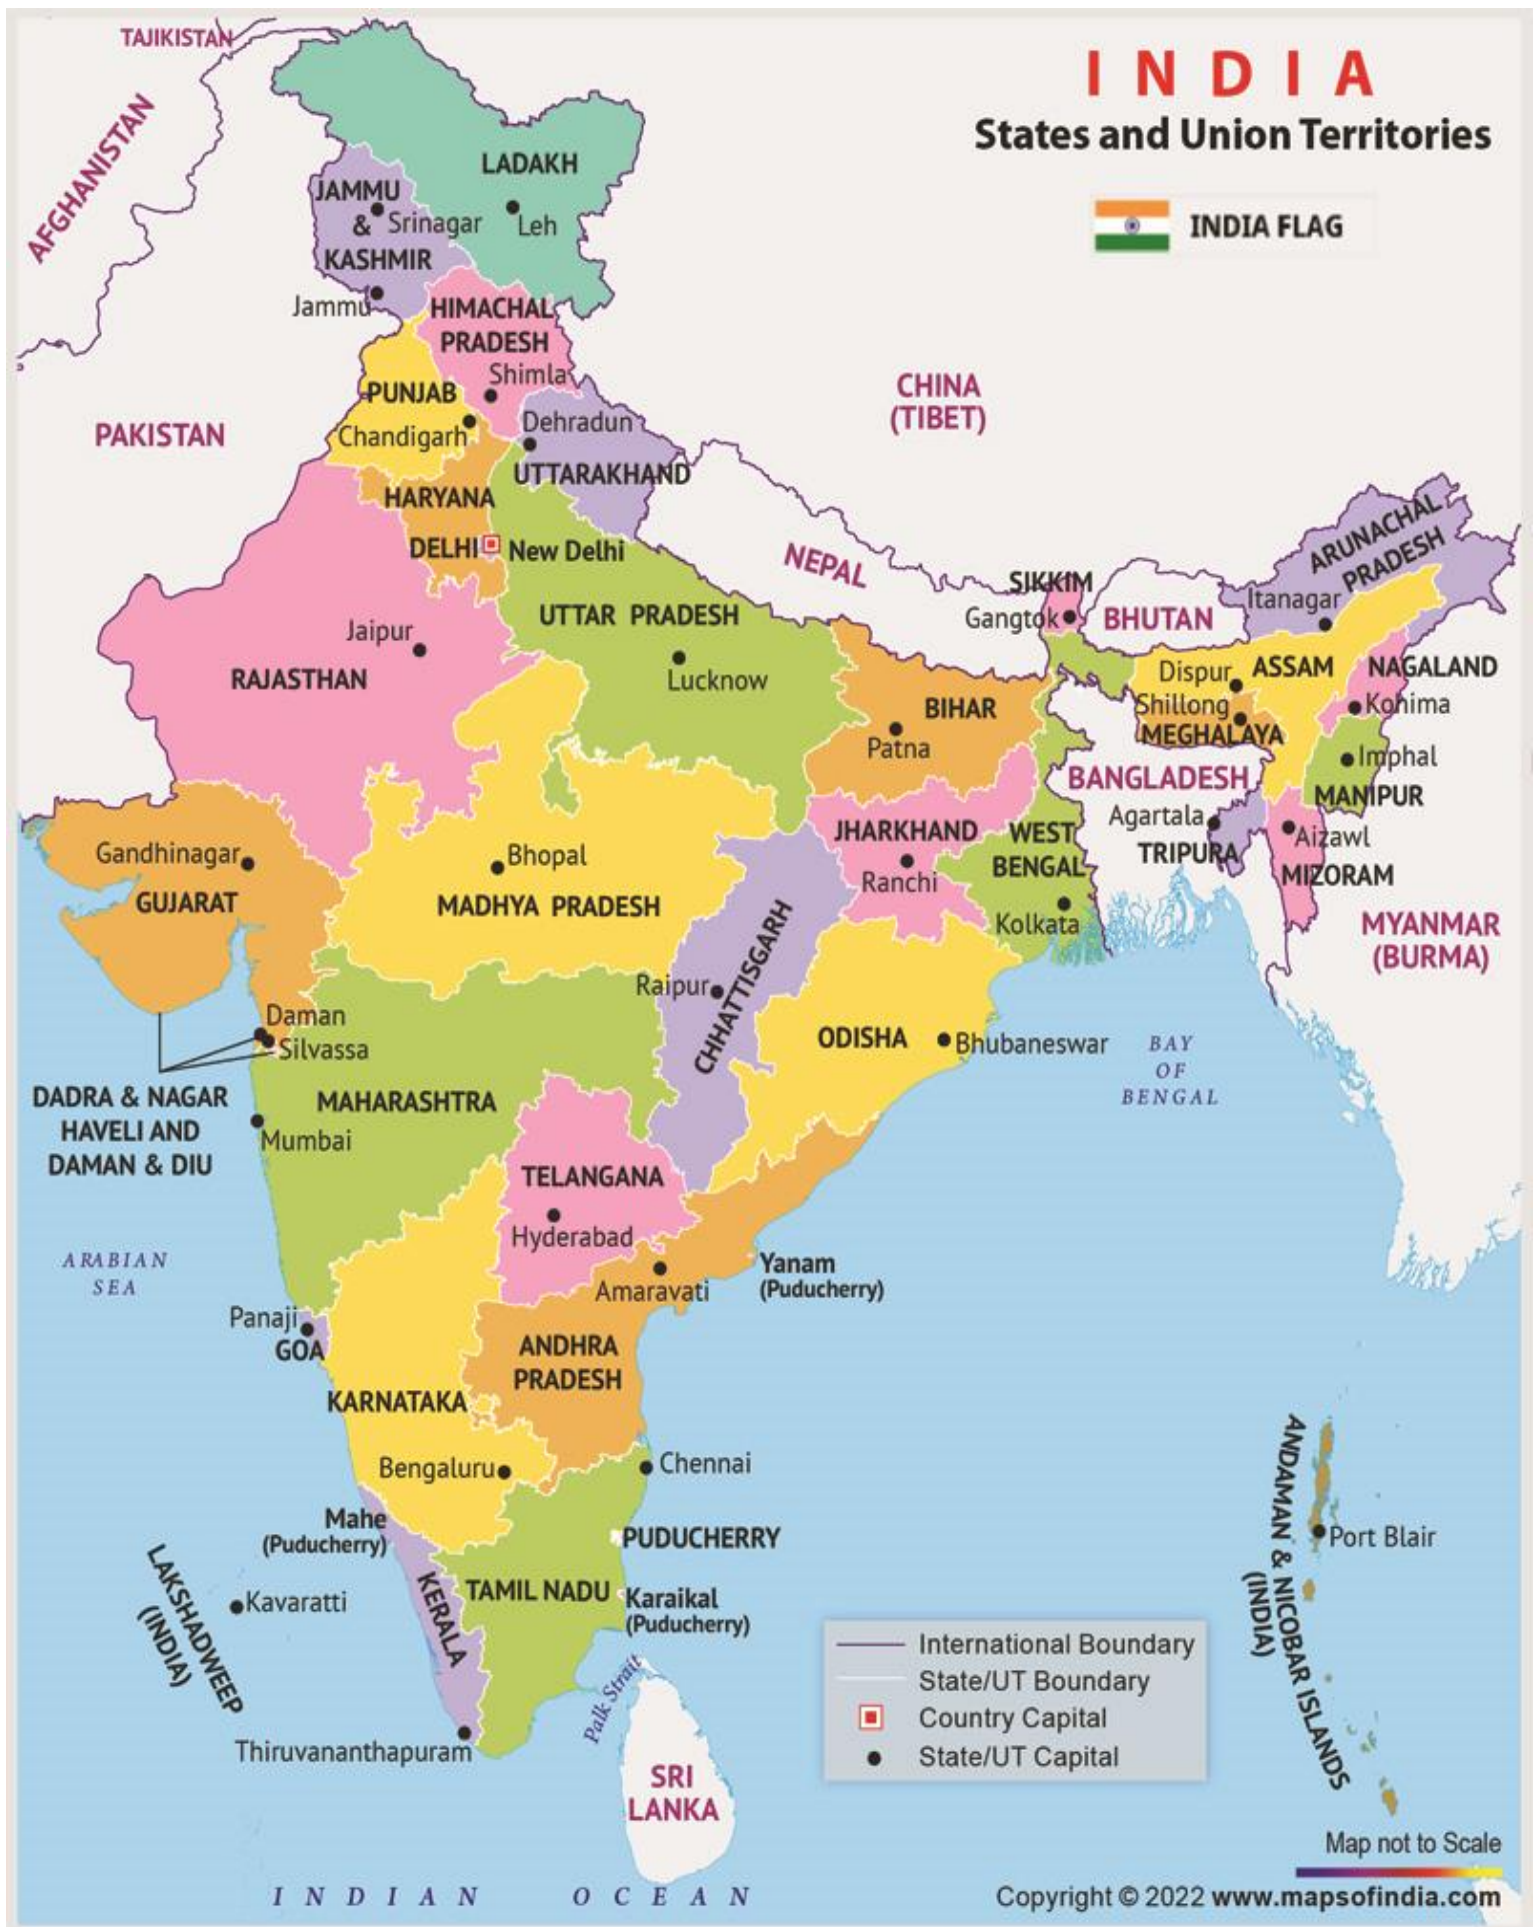 TAJIKISTAN
I N D I A
States and Union Territories
INDIA FLAG
AFGHANISTAN
LADAKH
Leh
JAMMU
& Srinagar
KASHMIR
Jammu
HIMACHAL
PRADESH
Shimla
PUNJAB
Chandigarh
Dehradun
UTTARAKHAND
CHINA
(TIBET)
PAKISTAN
HARYANA
DELHI
New Delhi
NEPAL
SIKKIM
Gangtok
BHUTAN
ARUNACHAL
PRADESH
Itanagar
UTTAR PRADESH
Lucknow
Jaipur
RAJASTHAN
BIHAR
Patna
Dispur
ASSAM
NAGALAND
Shillong
Kohima
MEGHALAYA
Imphal
MANIPUR
BANGLADESH
Agartala
TRIPURA
Aizawl
MIZORAM
JHARKHAND
Ranchi
WEST
BENGAL
Kolkata
MYANMAR
(BURMA)
Gandhinagar
GUJARAT
Bhopal
MADHYA PRADESH
CHHATTISGARH
Raipur
Daman
Silvassa
DADRA & NAGAR
HAVELI AND
DAMAN & DIU
ODISHA
Bhubaneswar
BAY
OF
BENGAL
MAHARASHTRA
Mumbai
TELANGANA
Hyderabad
Amaravati
Yanam
(Puducherry)
ARABIAN
SEA
Panaji
GOA
ANDHRA
PRADESH
KARNATAKA
Bengaluru
Chennai
Mahe
(Puducherry)
PUDUCHERRY
LAKSHADWEEP
(INDIA)
Kavaratti
KERALA
TAMIL NADU
Karaikal
(Puducherry)
Thiruvananthapuram
Palk Strait
SRI
LANKA
ANDAMAN & NICOBAR ISLANDS
(INDIA)
Port Blair
International Boundary
State/UT Boundary
Country Capital
State/UT Capital
Map not to Scale
I N D I A N O C E A N
Copyright © 2022 www.mapsofindia.com